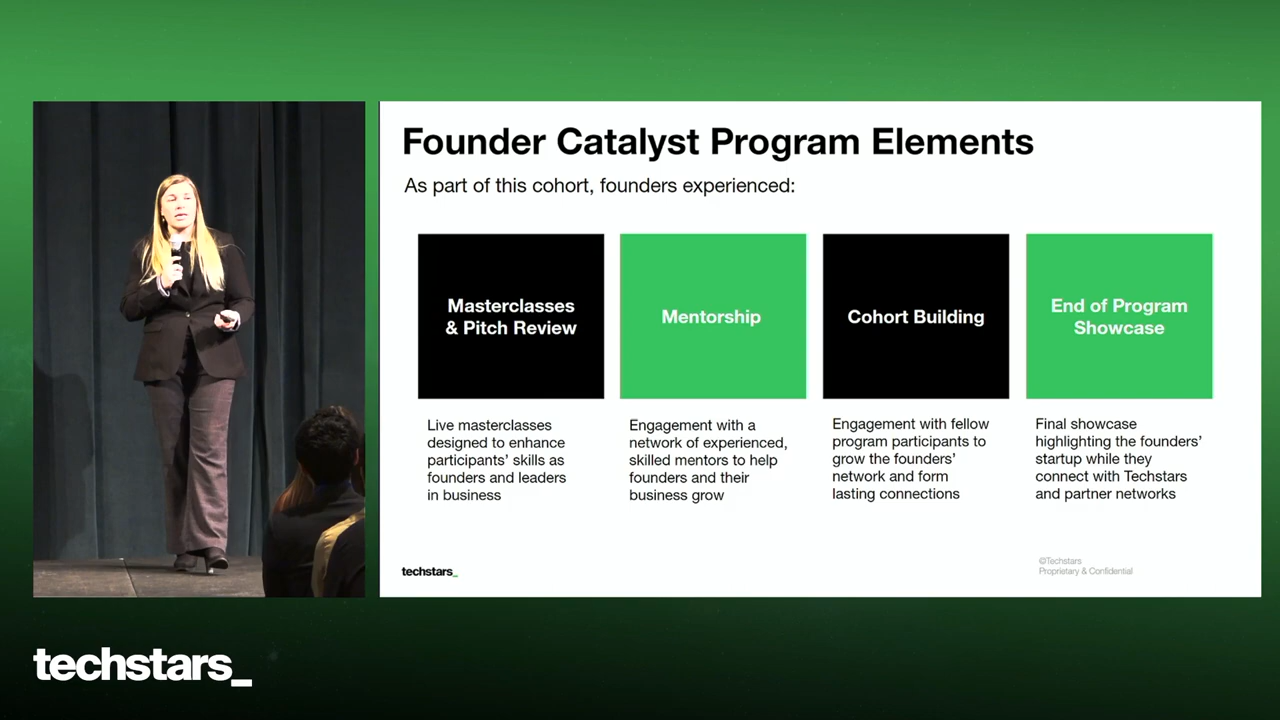 Founder Catalyst Program Elements
As part of this cohort, founders experienced:
Masterclasses
& Pitch Review
Mentorship
Cohort Building
End of Program
Showcase
Live masterclasses
designed to enhance
participants’ skills as
founders and leaders
in business
Engagement with a
network of experienced,
skilled mentors to help
founders and their
business grow
Engagement with fellow
program participants to
grow the founders’
network and form
lasting connections
Final showcase
highlighting the founders’
startup while they
connect with Techstars
and partner networks
techstars_
©Techstars
Proprietary & Confidential
techstars_